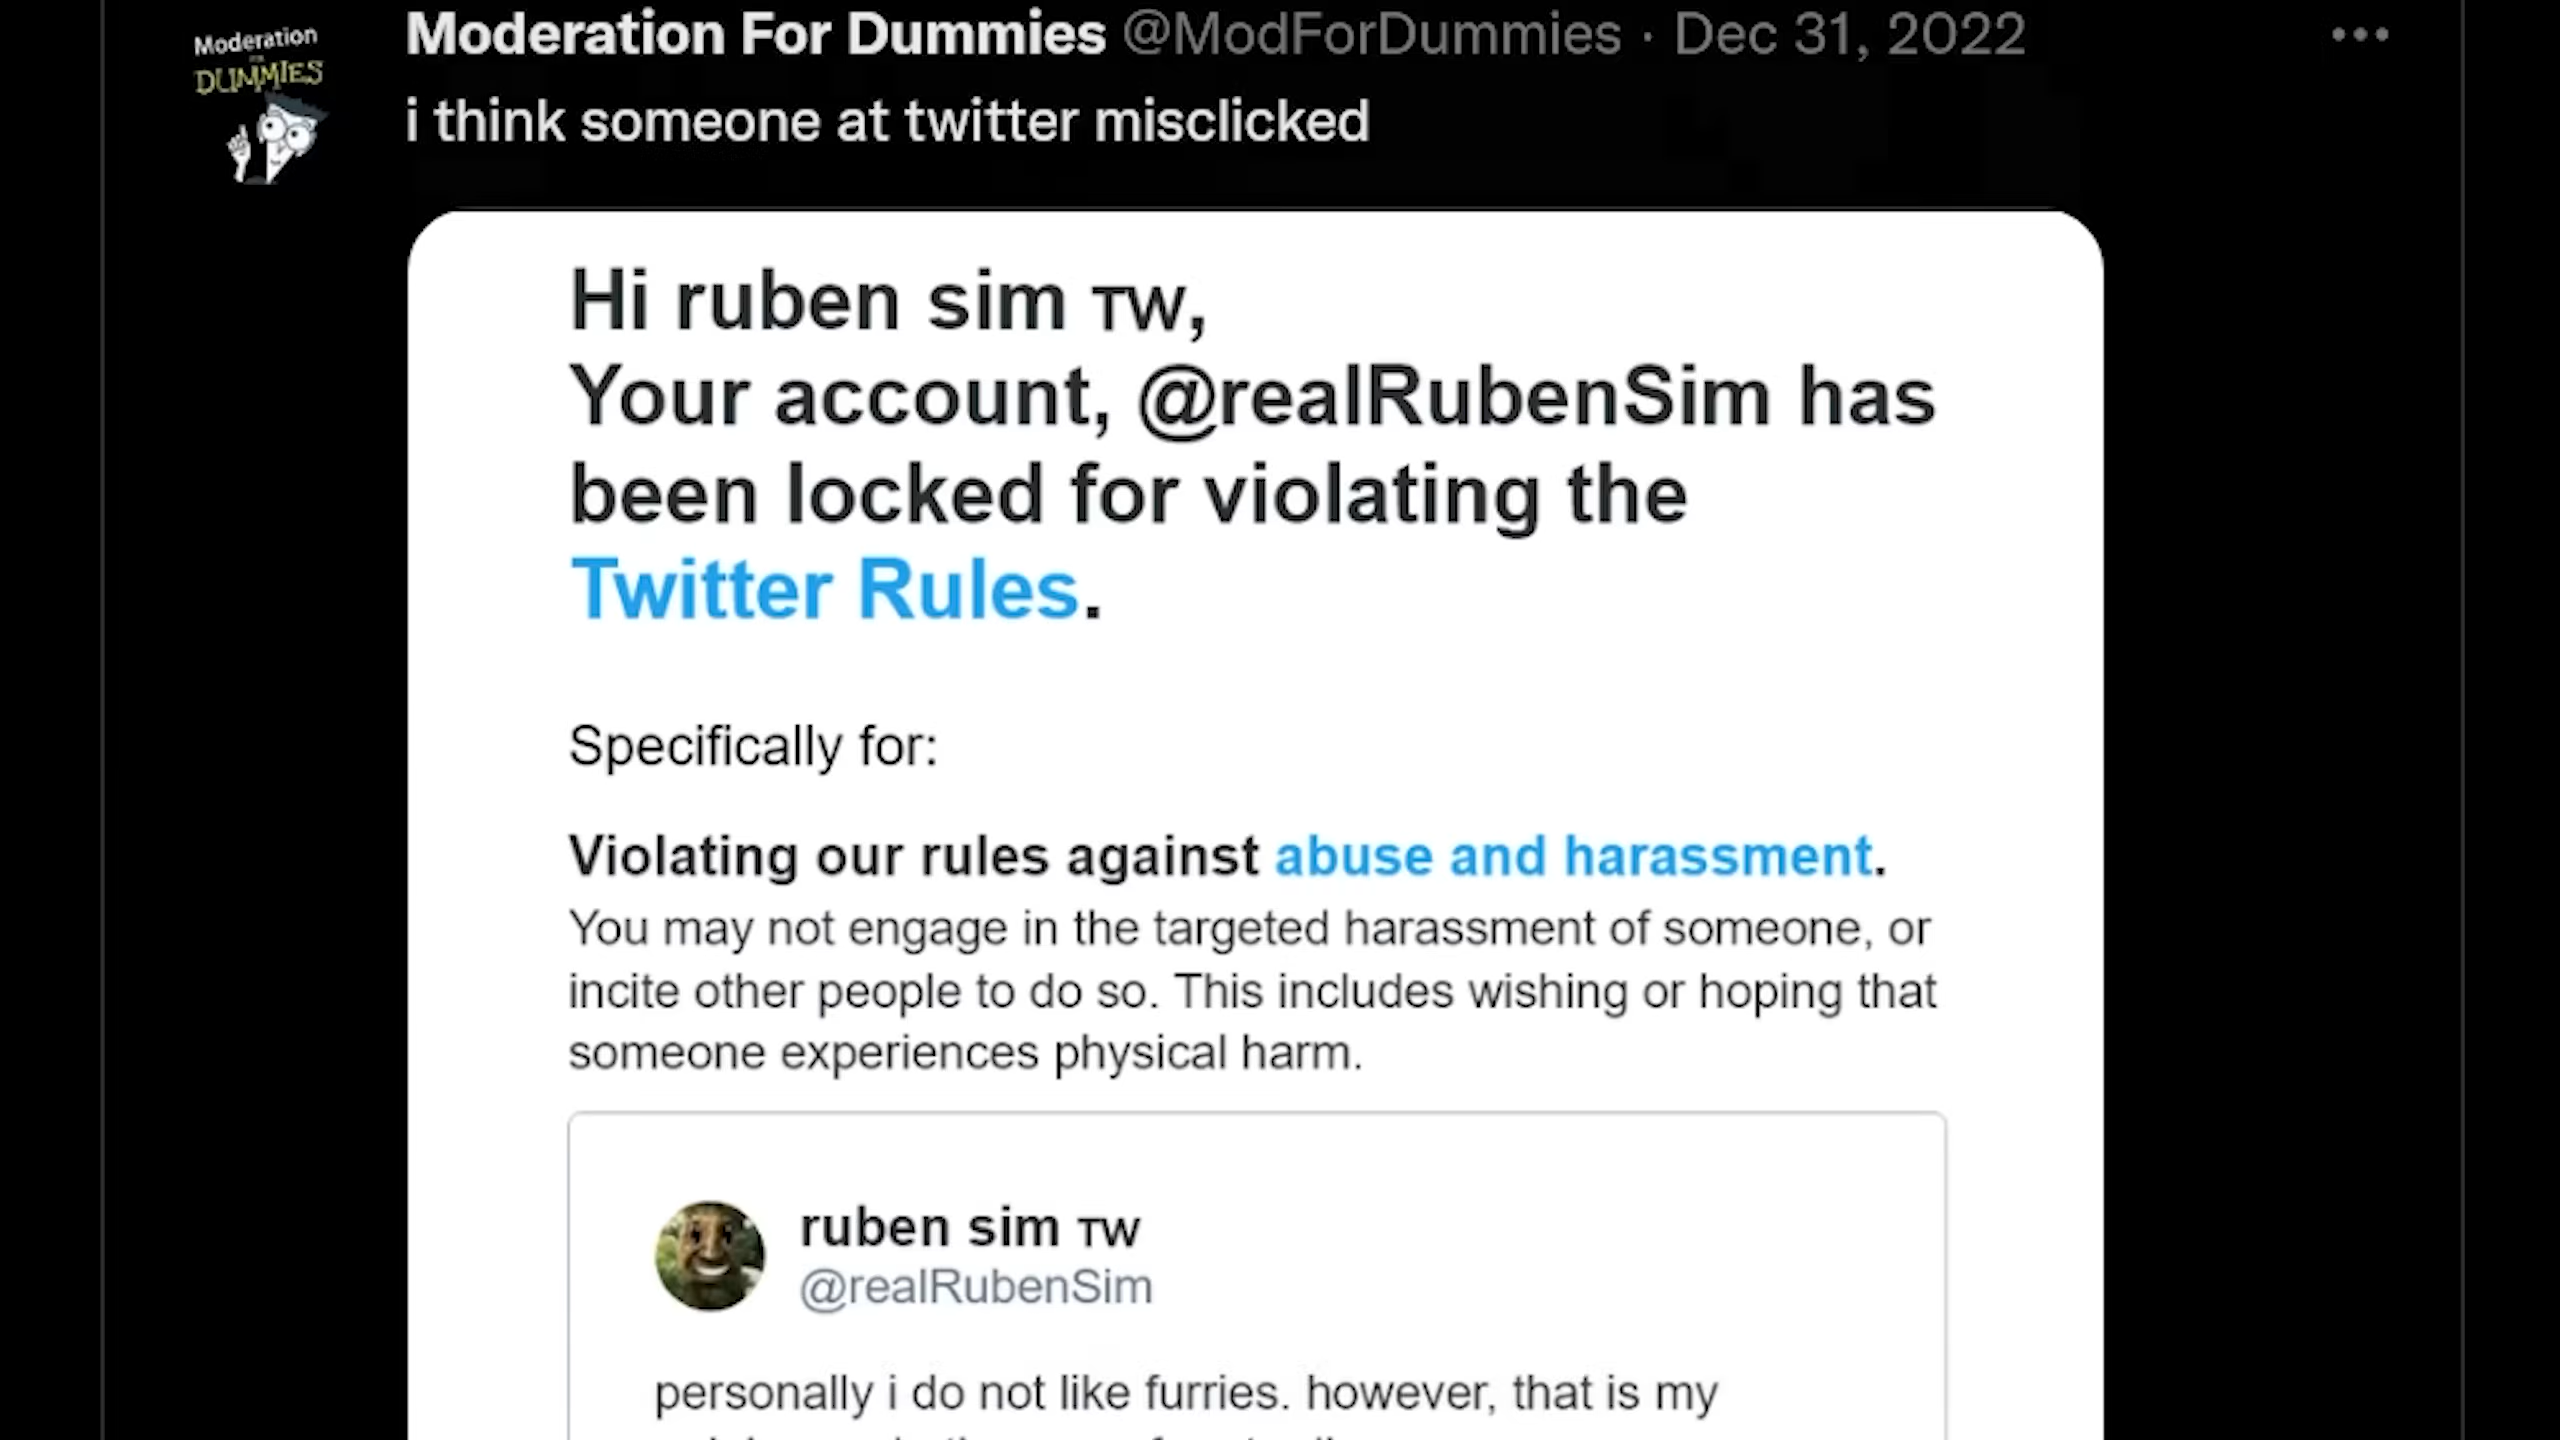 Moderation
DUMMIES
Moderation For Dummies @ModForDummies · Dec 31, 2022
i think someone at twitter misclicked
Hi ruben sim ᴛᴡ,
Your account, @realRubenSim has
been locked for violating the
Twitter Rules.
Specifically for:
Violating our rules against abuse and harassment.
You may not engage in the targeted harassment of someone, or
incite other people to do so. This includes wishing or hoping that
someone experiences physical harm.
ruben sim ᴛᴡ
@realRubenSim
personally i do not like furries. however, that is my